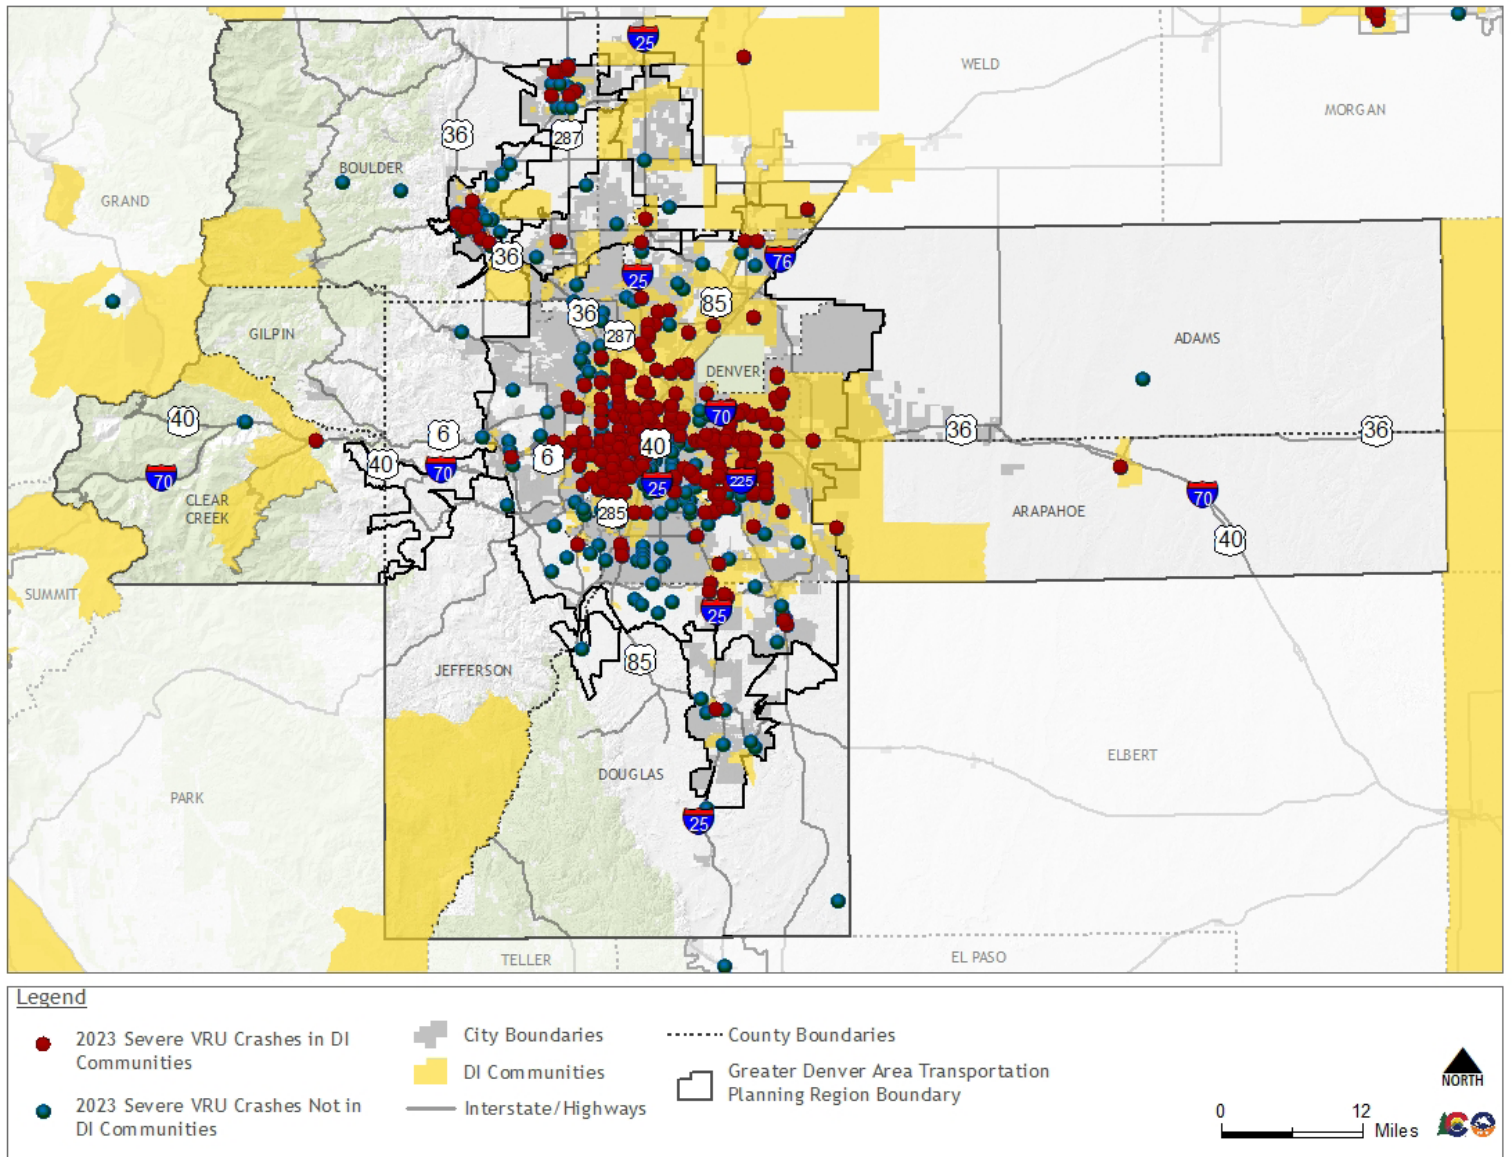 25
WELD
MORGAN
36
287
BOULDER
GRAND
36
76
25
85
36
GILPIN
287
ADAMS
DENVER
40
70
36
36
6
40
6
40
70
70
25
225
70
CLEAR
CREEK
285
ARAPAHOE
40
SUMMIT
25
85
JEFFERSON
ELBERT
DOUGLAS
PARK
25
TELLER
EL PASO
Legend
2023 Severe VRU Crashes in DI
Communities
2023 Severe VRU Crashes Not in
DI Communities
City Boundaries
DI Communities
Interstate/Highways
County Boundaries
Greater Denver Area Transportation
Planning Region Boundary
NORTH
0 12
Miles